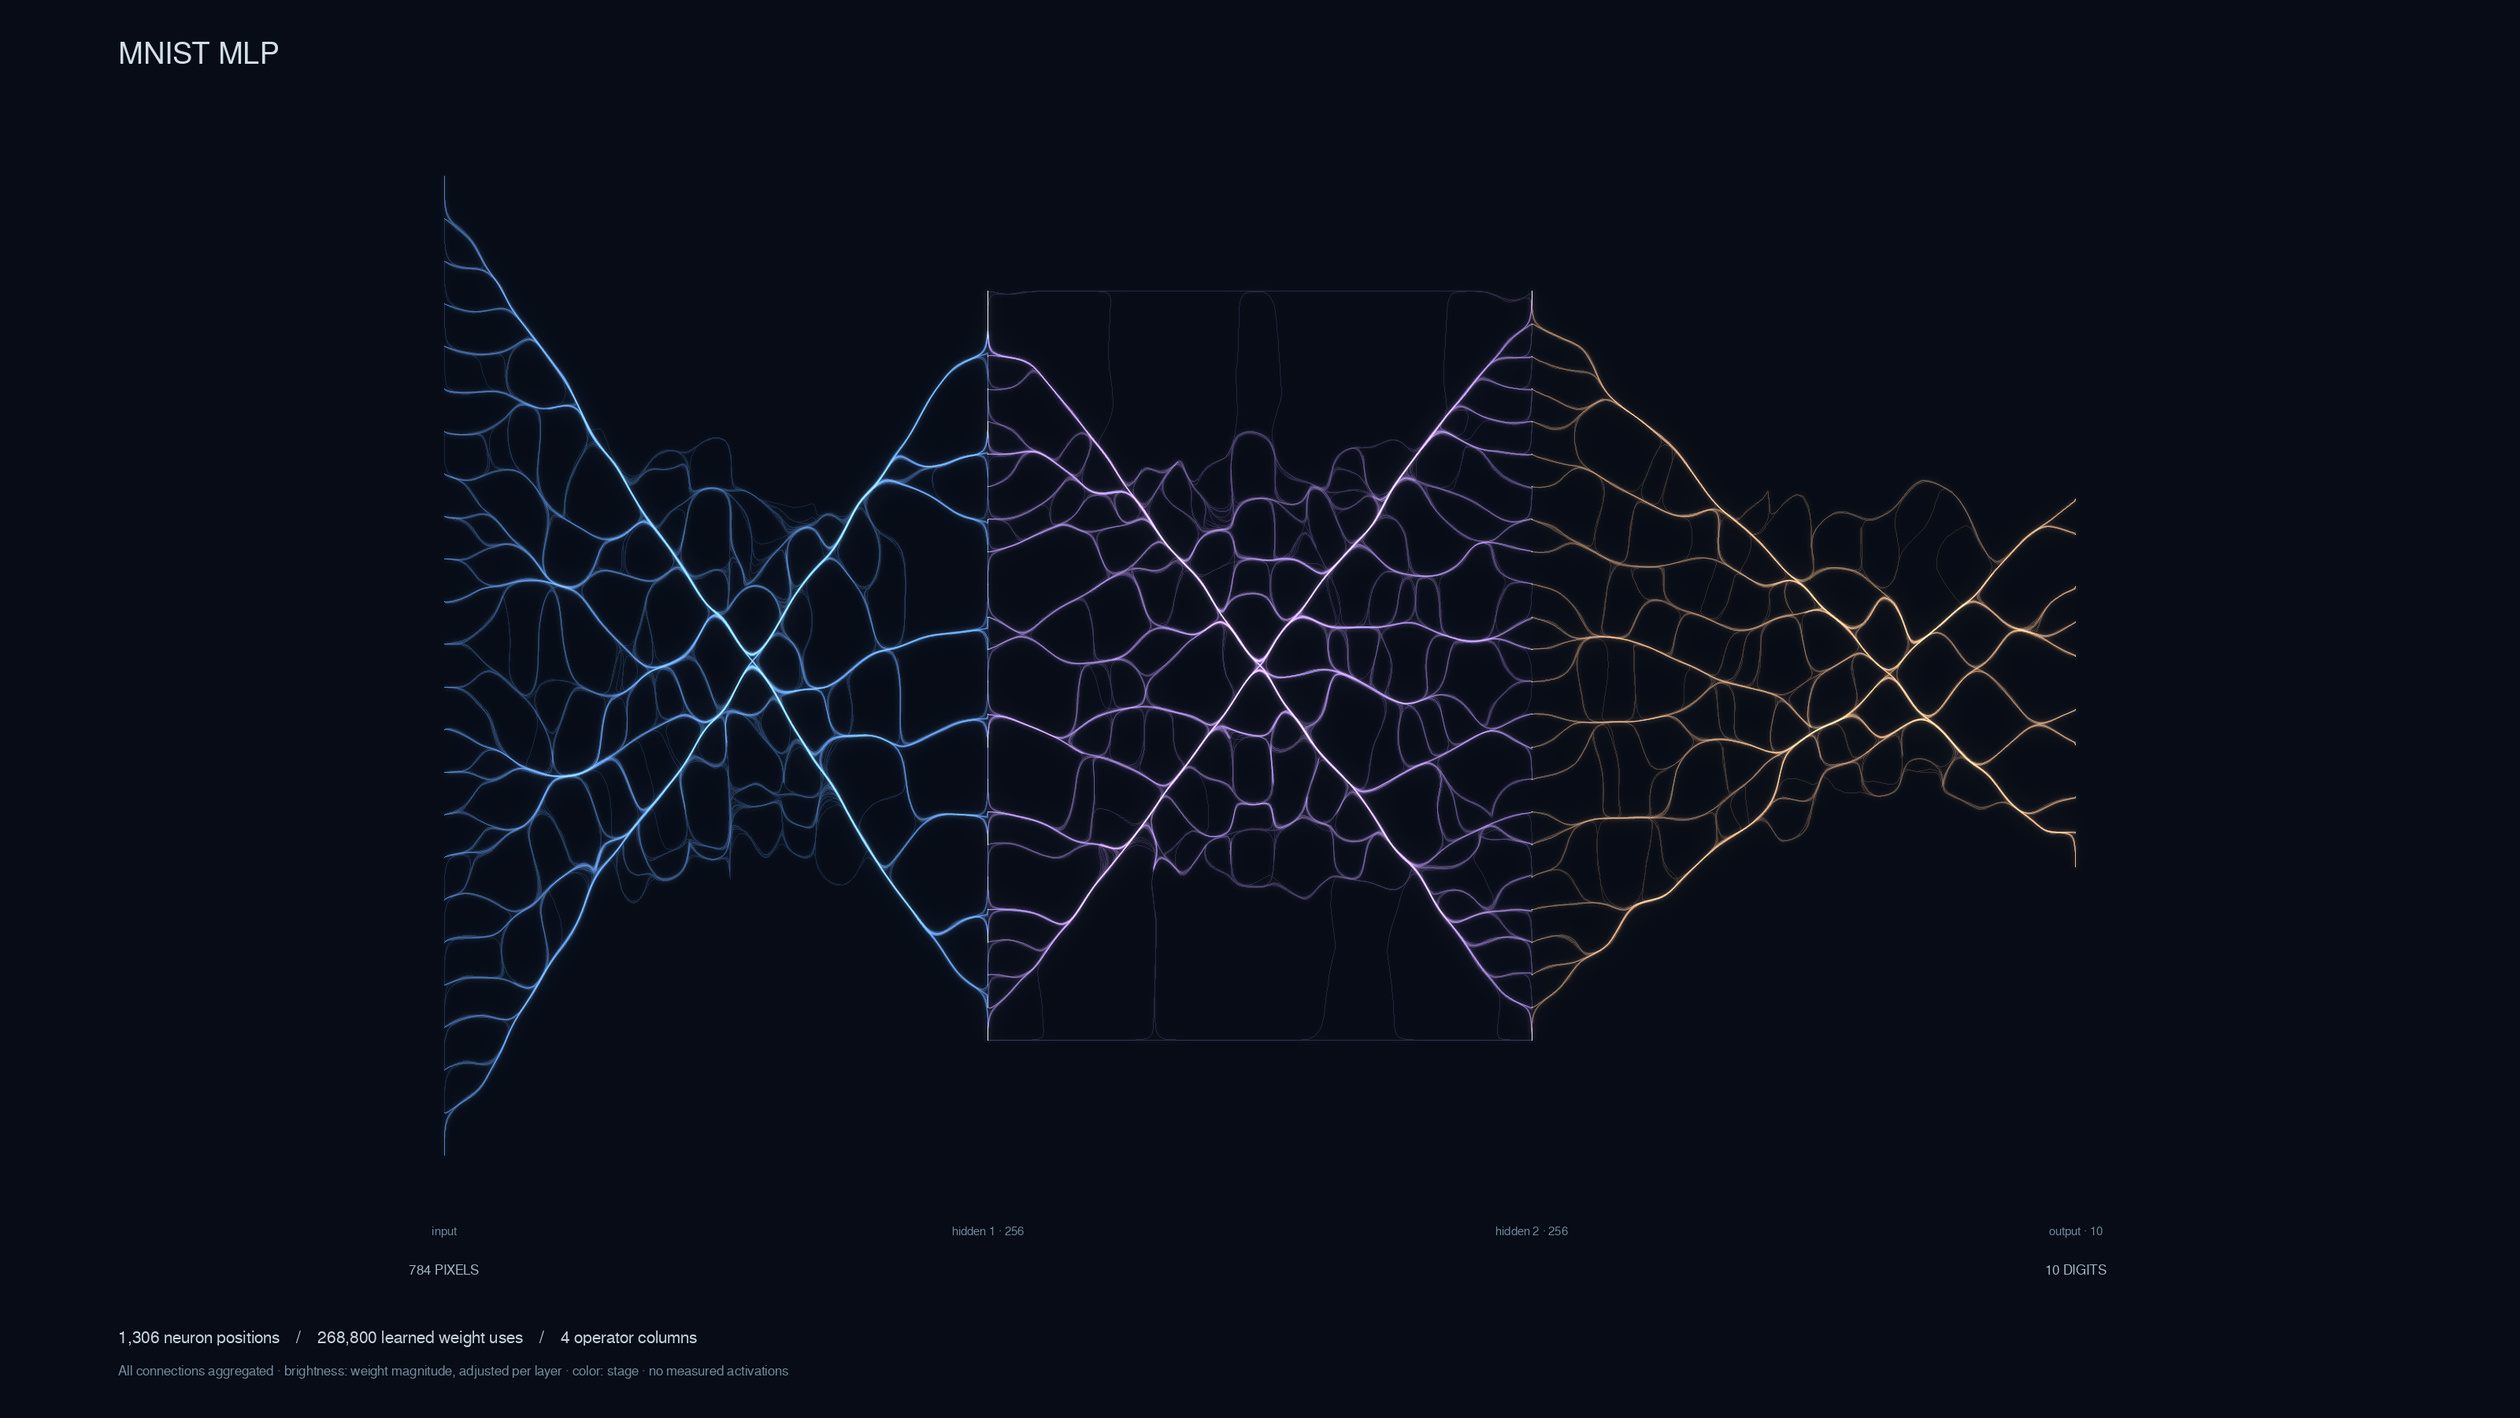 MNIST MLP
input
hidden 1 · 256
hidden 2 · 256
output · 10
784 PIXELS
10 DIGITS
1,306 neuron positions / 268,800 learned weight uses / 4 operator columns
All connections aggregated · brightness: weight magnitude, adjusted per layer · color: stage · no measured activations